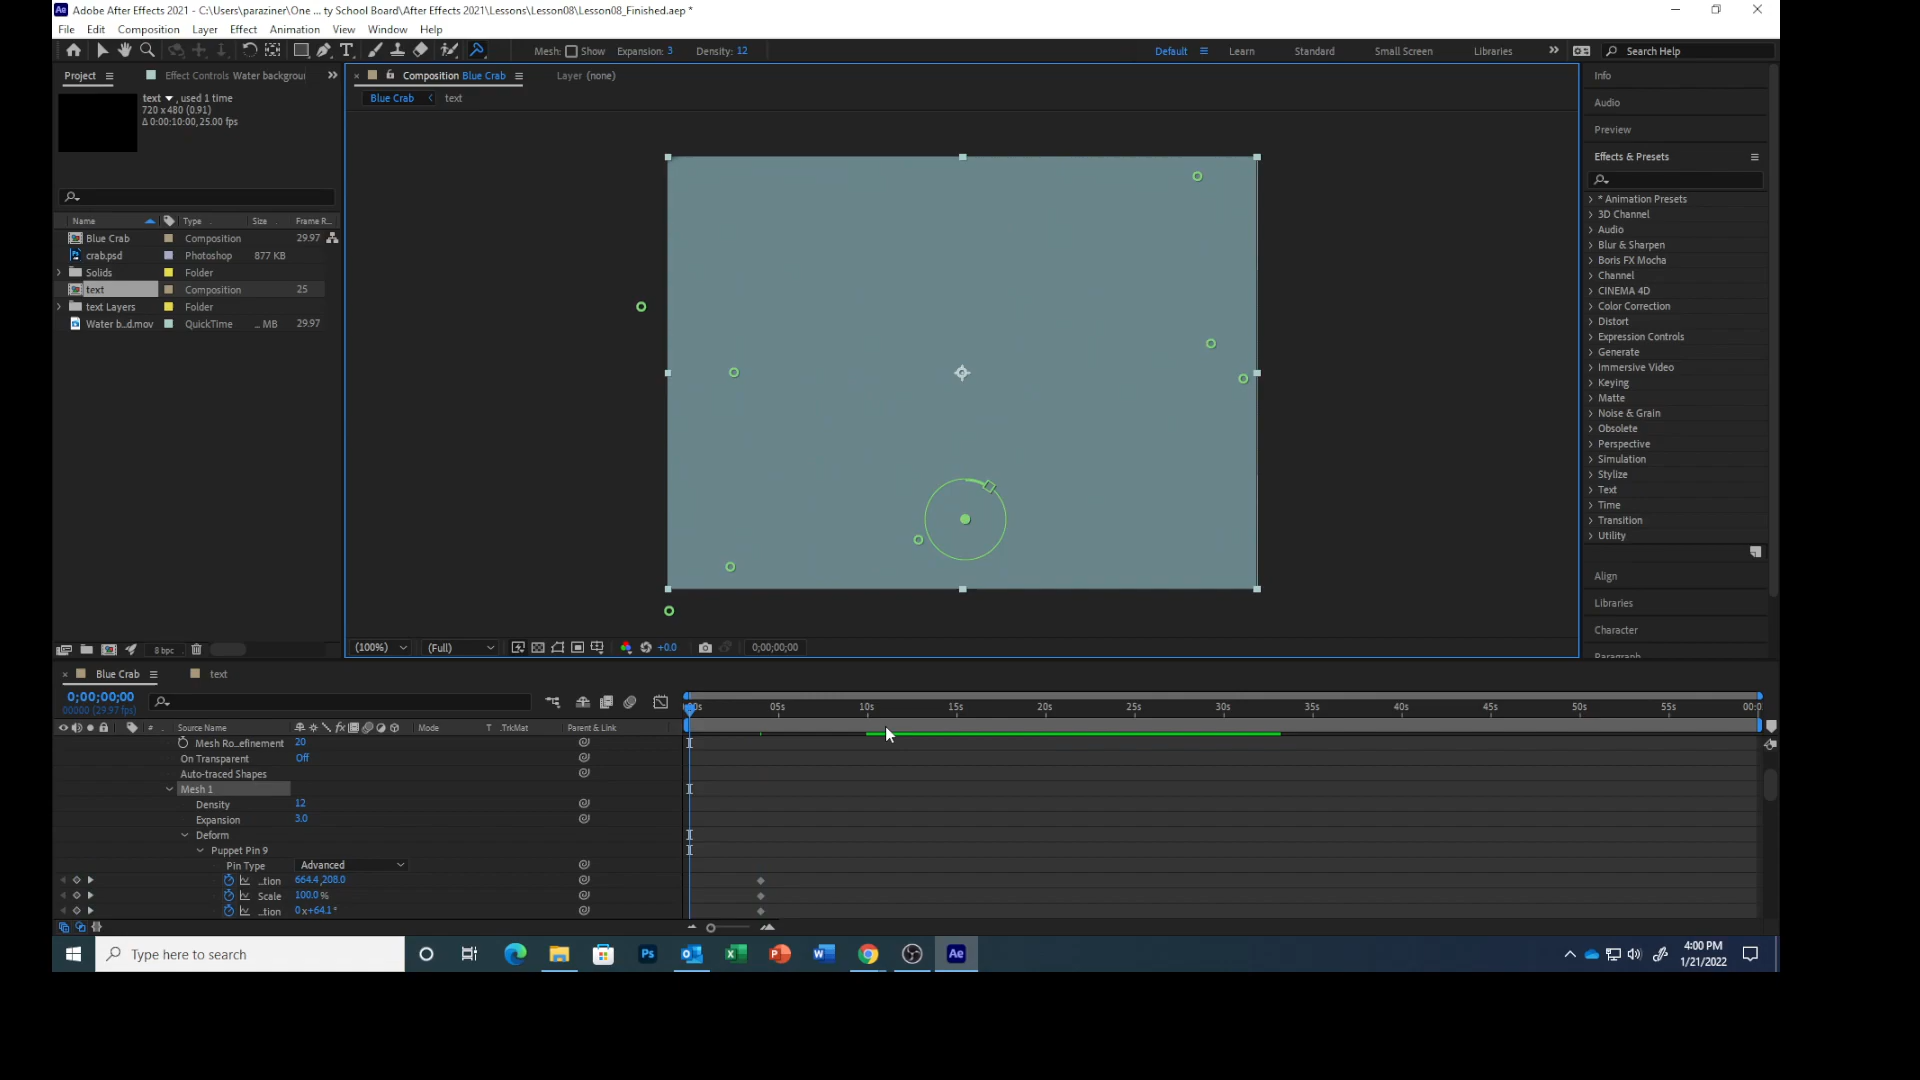 Adobe After Effects 2021 - C:\Users\paraziner\One ... ty School Board\After Effects 2021\Lessons\Lesson08\Lesson08_Finished.aep *
File Edit Composition Layer Effect Animation View Window Help
Mesh: Show Expansion: 3 Density: 12 Default Learn Standard Small Screen Libraries Search Help
Project Effect Controls Water backgrou
Composition Blue Crab Layer (none)
Blue Crab text
text , used 1 time
720 x 480 (0.91)
Δ 0:00:10:00, 25.00 fps
Name Type Size Frame R...
Blue Crab Composition 29.97
crab.psd Photoshop 877 KB
Solids Folder
text Composition 25
text Layers Folder
Water b...d.mov QuickTime ... MB 29.97
8 bpc
(100%) (Full) +0.0 0;00;00;00
Info
Audio
Preview
Effects & Presets
* Animation Presets
3D Channel
Audio
Blur & Sharpen
Boris FX Mocha
Channel
CINEMA 4D
Color Correction
Distort
Expression Controls
Generate
Immersive Video
Keying
Matte
Noise & Grain
Obsolete
Perspective
Simulation
Stylize
Text
Time
Transition
Utility
Align
Libraries
Character
Paragraph
Blue Crab text
0;00;00;00
00000 (29.97 fps)
:00s 05s 10s 15s 20s 25s 30s 35s 40s 45s 50s 55s 00:0
# Source Name Mode T .TrkMat Parent & Link
Mesh Ro...efinement 20
On Transparent Off
Auto-traced Shapes
Mesh 1
Density 12
Expansion 3.0
Deform
Puppet Pin 9
Pin Type Advanced
...tion 664.4,208.0
Scale 100.0 %
...tion 0 x+64.1°
Type here to search
4:00 PM
1/21/2022